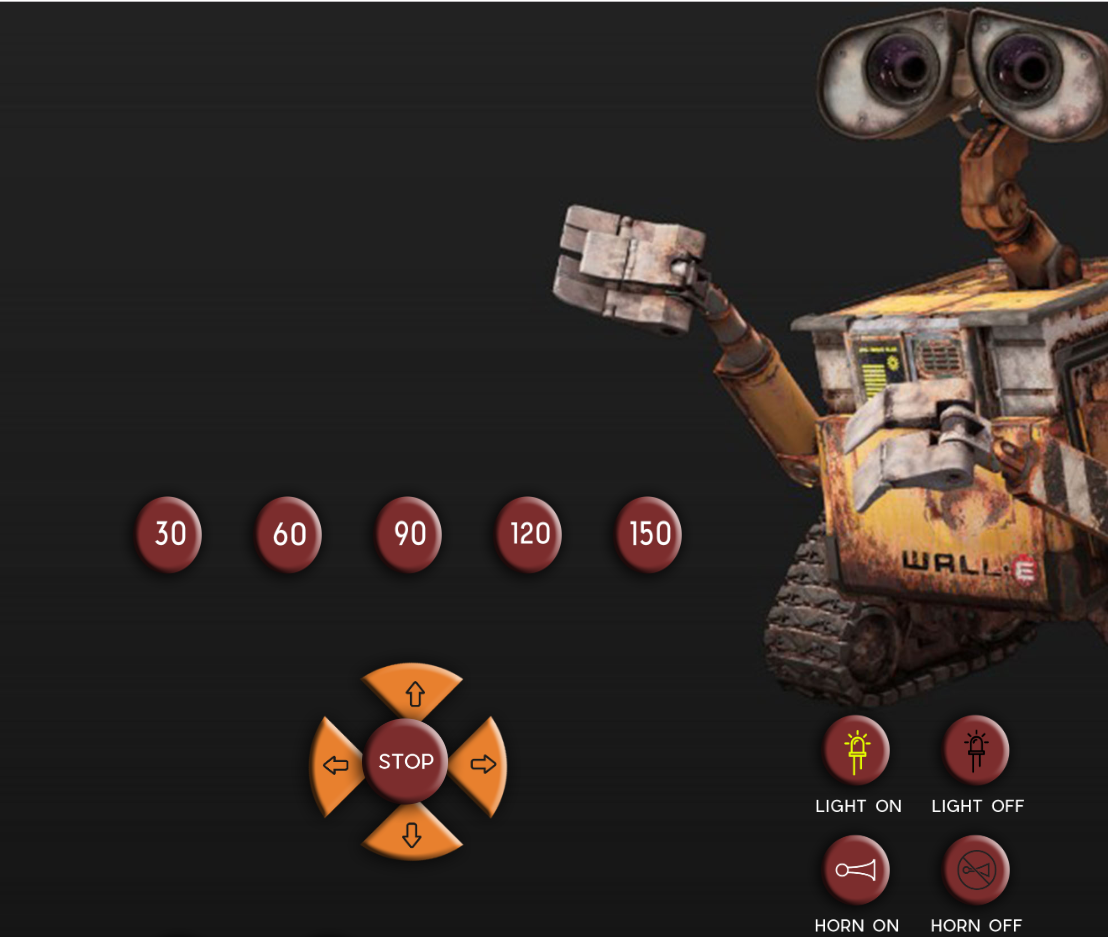 30 60 90 120 150
WALL·E
STOP
LIGHT ON LIGHT OFF
HORN ON HORN OFF